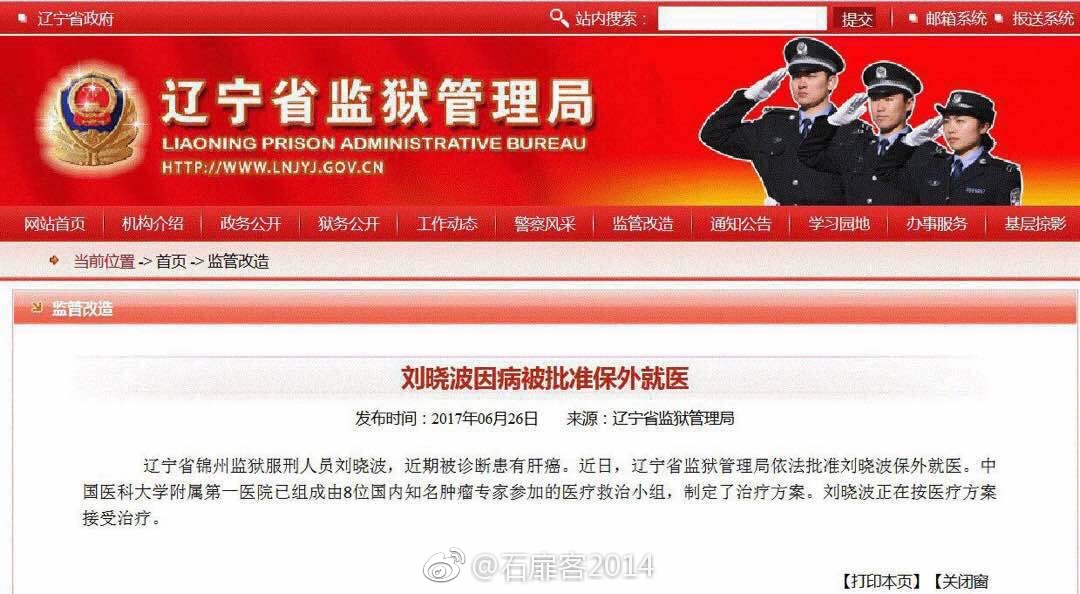 辽宁省政府
站内搜索：
提交
邮箱系统
报送系统
辽宁省监狱管理局
LIAONING PRISON ADMINISTRATIVE BUREAU
HTTP://WWW.LNJYJ.GOV.CN
网站首页 机构介绍 政务公开 狱务公开 工作动态 警察风采 监管改造 通知公告 学习园地 办事服务 基层掠影
当前位置 -> 首页 -> 监管改造
监管改造
刘晓波因病被批准保外就医
发布时间：2017年06月26日 来源：辽宁省监狱管理局
辽宁省锦州监狱服刑人员刘晓波，近期被诊断患有肝癌。近日，辽宁省监狱管理局依法批准刘晓波保外就医。中
国医科大学附属第一医院已组成由8位国内知名肿瘤专家参加的医疗救治小组，制定了治疗方案。刘晓波正在按医疗方案
接受治疗。
@石扉客2014
【打印本页】【关闭窗